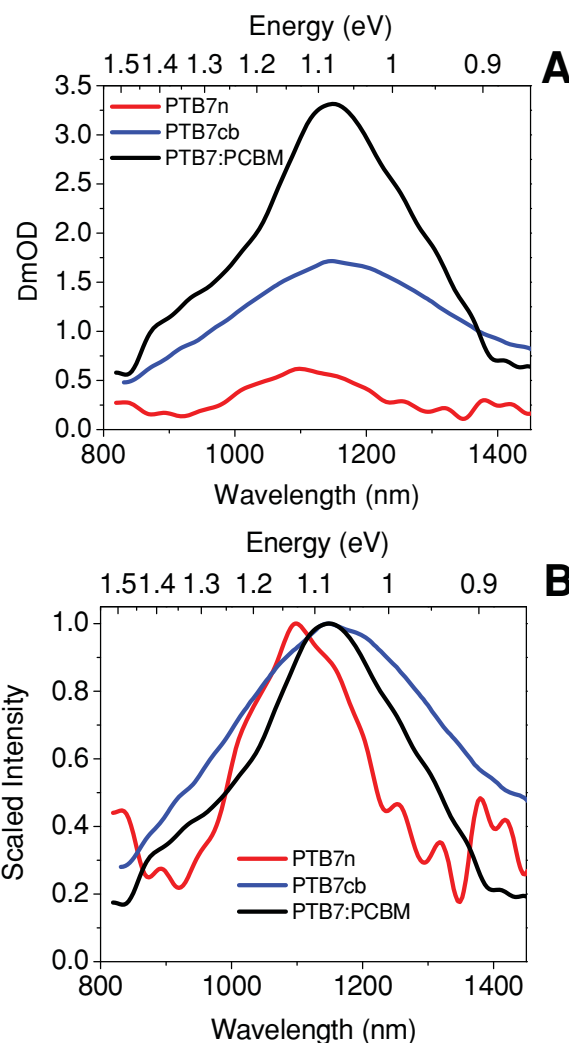 Energy (eV)
1.5 1.4 1.3 1.2 1.1 1 0.9
A
3.5
3.0
2.5
2.0
1.5
1.0
0.5
0.0
DmOD
PTB7n
PTB7cb
PTB7:PCBM
800 1000 1200 1400
Wavelength (nm)
Energy (eV)
B
1.5 1.4 1.3 1.2 1.1 1 0.9
1.0
0.8
0.6
0.4
0.2
0.0
Scaled Intensity
PTB7n
PTB7cb
PTB7:PCBM
800 1000 1200 1400
Wavelength (nm)